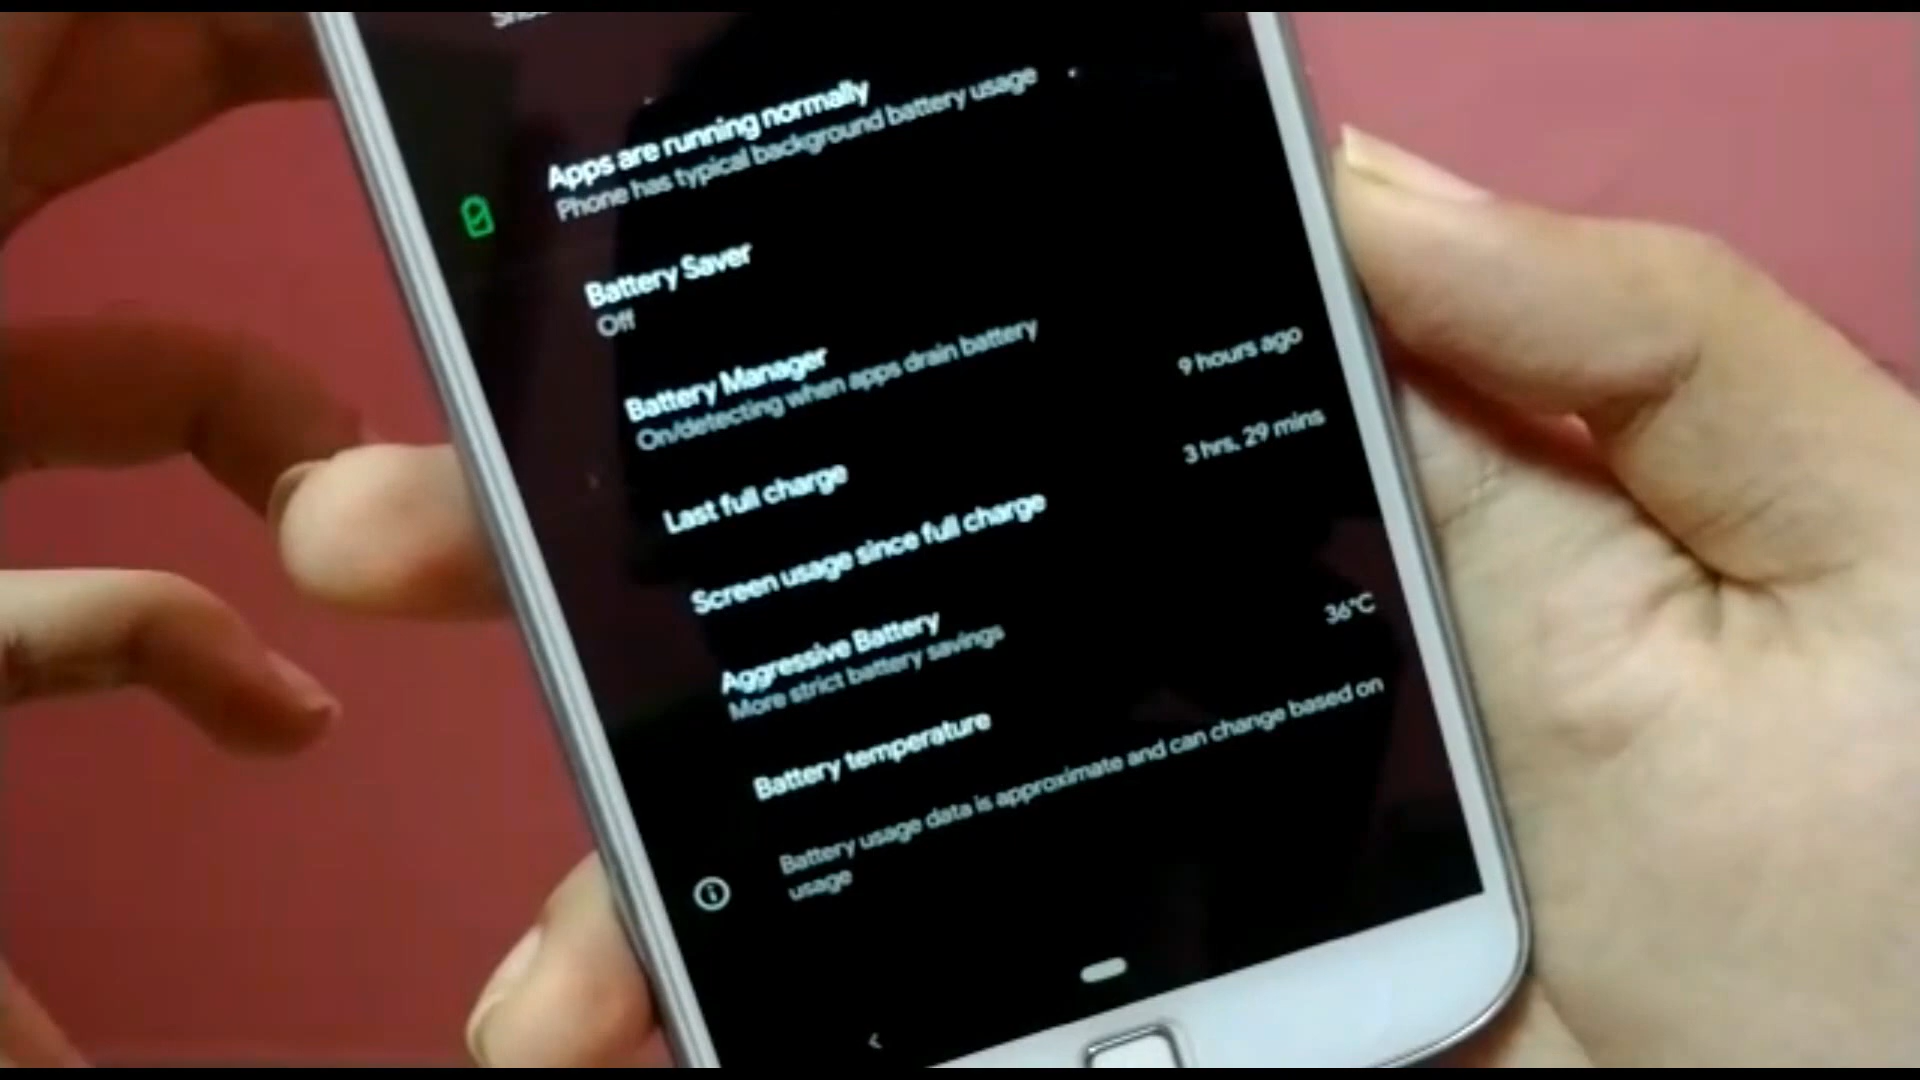 Apps are running normally
Phone has typical background battery usage
Battery Saver
Off
Battery Manager
On/detecting when apps drain battery
Last full charge
9 hours ago
Screen usage since full charge
3 hrs, 29 mins
Aggressive Battery
More strict battery savings
Battery temperature
36°C
Battery usage data is approximate and can change based on
usage